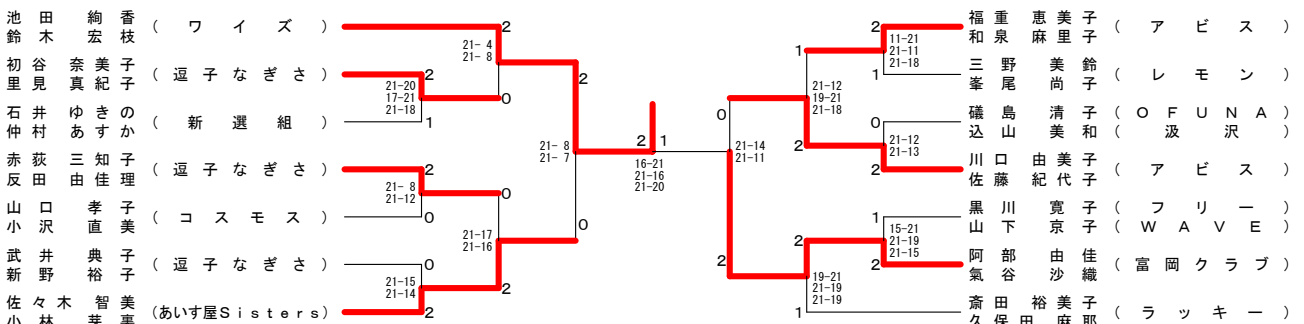 池田 絢香
鈴木 宏枝
(ワイズ)
2
21- 4
21- 8
初谷 奈美子
里見 真紀子
(逗子なぎさ)
2
21-20
17-21
21-18
0
石井 ゆきの
仲村 あすか
(新選組)
1
2
21- 8
21- 7
赤荻 三知子
反田 由佳理
(逗子なぎさ)
2
21- 8
21-12
0
山口 孝子
小沢 直美
(コスモス)
0
21-17
21-16
0
武井 典子
新野 裕子
(逗子なぎさ)
0
21-15
21-14
2
佐々木 智美
小林 芽裏
(あいす屋Sisters)
2
2 1
16-21
21-16
21-20
福重 恵美子
和泉 麻里子
(アビス)
2
11-21
21-11
21-18
1
三野 美鈴
峯尾 尚子
(レモン)
1
21-12
19-21
21-18
0
21-14
21-11
礒島 清子
込山 美和
(OFUNA)
(汲沢)
0
21-12
21-13
2
川口 由美子
佐藤 紀代子
(アビス)
2
黒川 寛子
山下 京子
(フリー)
(WAVE)
1
15-21
21-19
21-15
2
阿部 由佳
氣谷 沙織
(富岡クラブ)
2
2
19-21
21-19
21-19
斎田 裕美子
久保田 麻耶
(ラッキー)
1